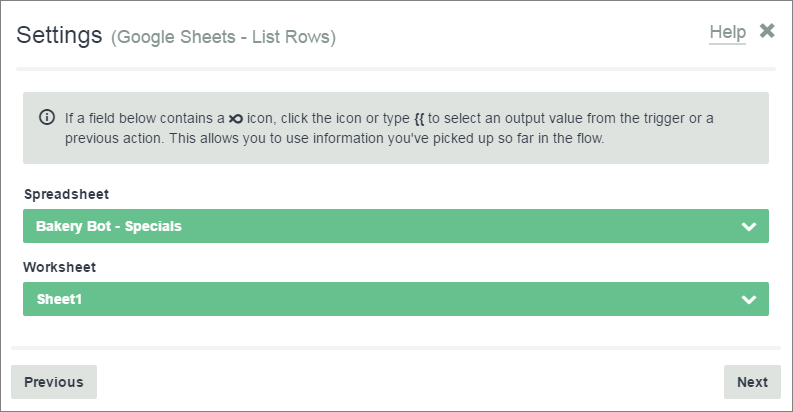 Settings (Google Sheets - List Rows)
Help
If a field below contains a icon, click the icon or type {{ to select an output value from the trigger or a
previous action. This allows you to use information you've picked up so far in the flow.
Spreadsheet
Bakery Bot - Specials
Worksheet
Sheet1
Previous
Next